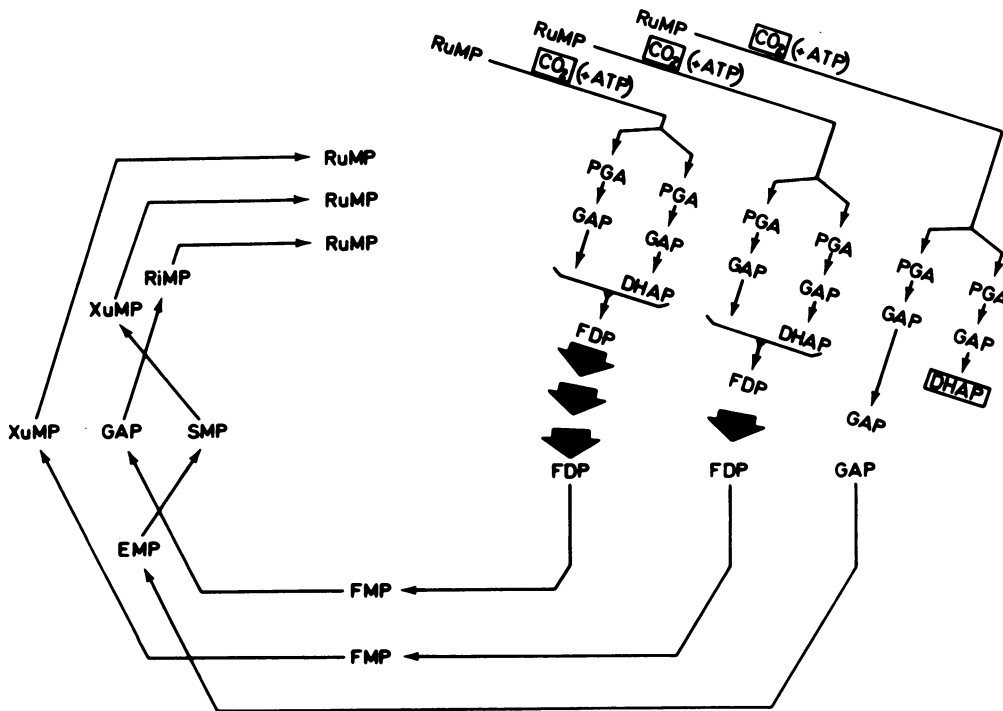 RuMP CO2 (+ATP)
RuMP CO2 (+ATP)
RuMP CO2 (+ATP)
PGA PGA
GAP GAP
DHAP
FDP
FDP
PGA PGA
GAP GAP
DHAP
FDP
FDP
PGA PGA
GAP GAP
DHAP
GAP
GAP
RuMP
RuMP
RuMP
RiMP
XuMP
XuMP GAP SMP
EMP
FMP
FMP